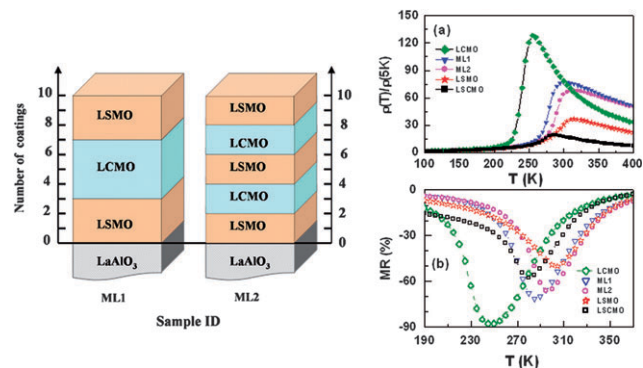 Number of coatings
10
8
6
4
2
0
LSMO
LCMO
LSMO
LaAlO3
ML1
LSMO
LCMO
LSMO
LCMO
LSMO
LaAlO3
ML2
10
8
6
4
2
0
Sample ID
(a)
ρ(T)/ρ(5K)
150
120
90
60
30
0
LCMO
ML1
ML2
LSMO
LSCMO
100 150 200 250 300 350 400
T (K)
(b)
MR (%)
0
-30
-60
-90
LCMO
ML1
ML2
LSMO
LSCMO
190 230 270 310 350
T (K)